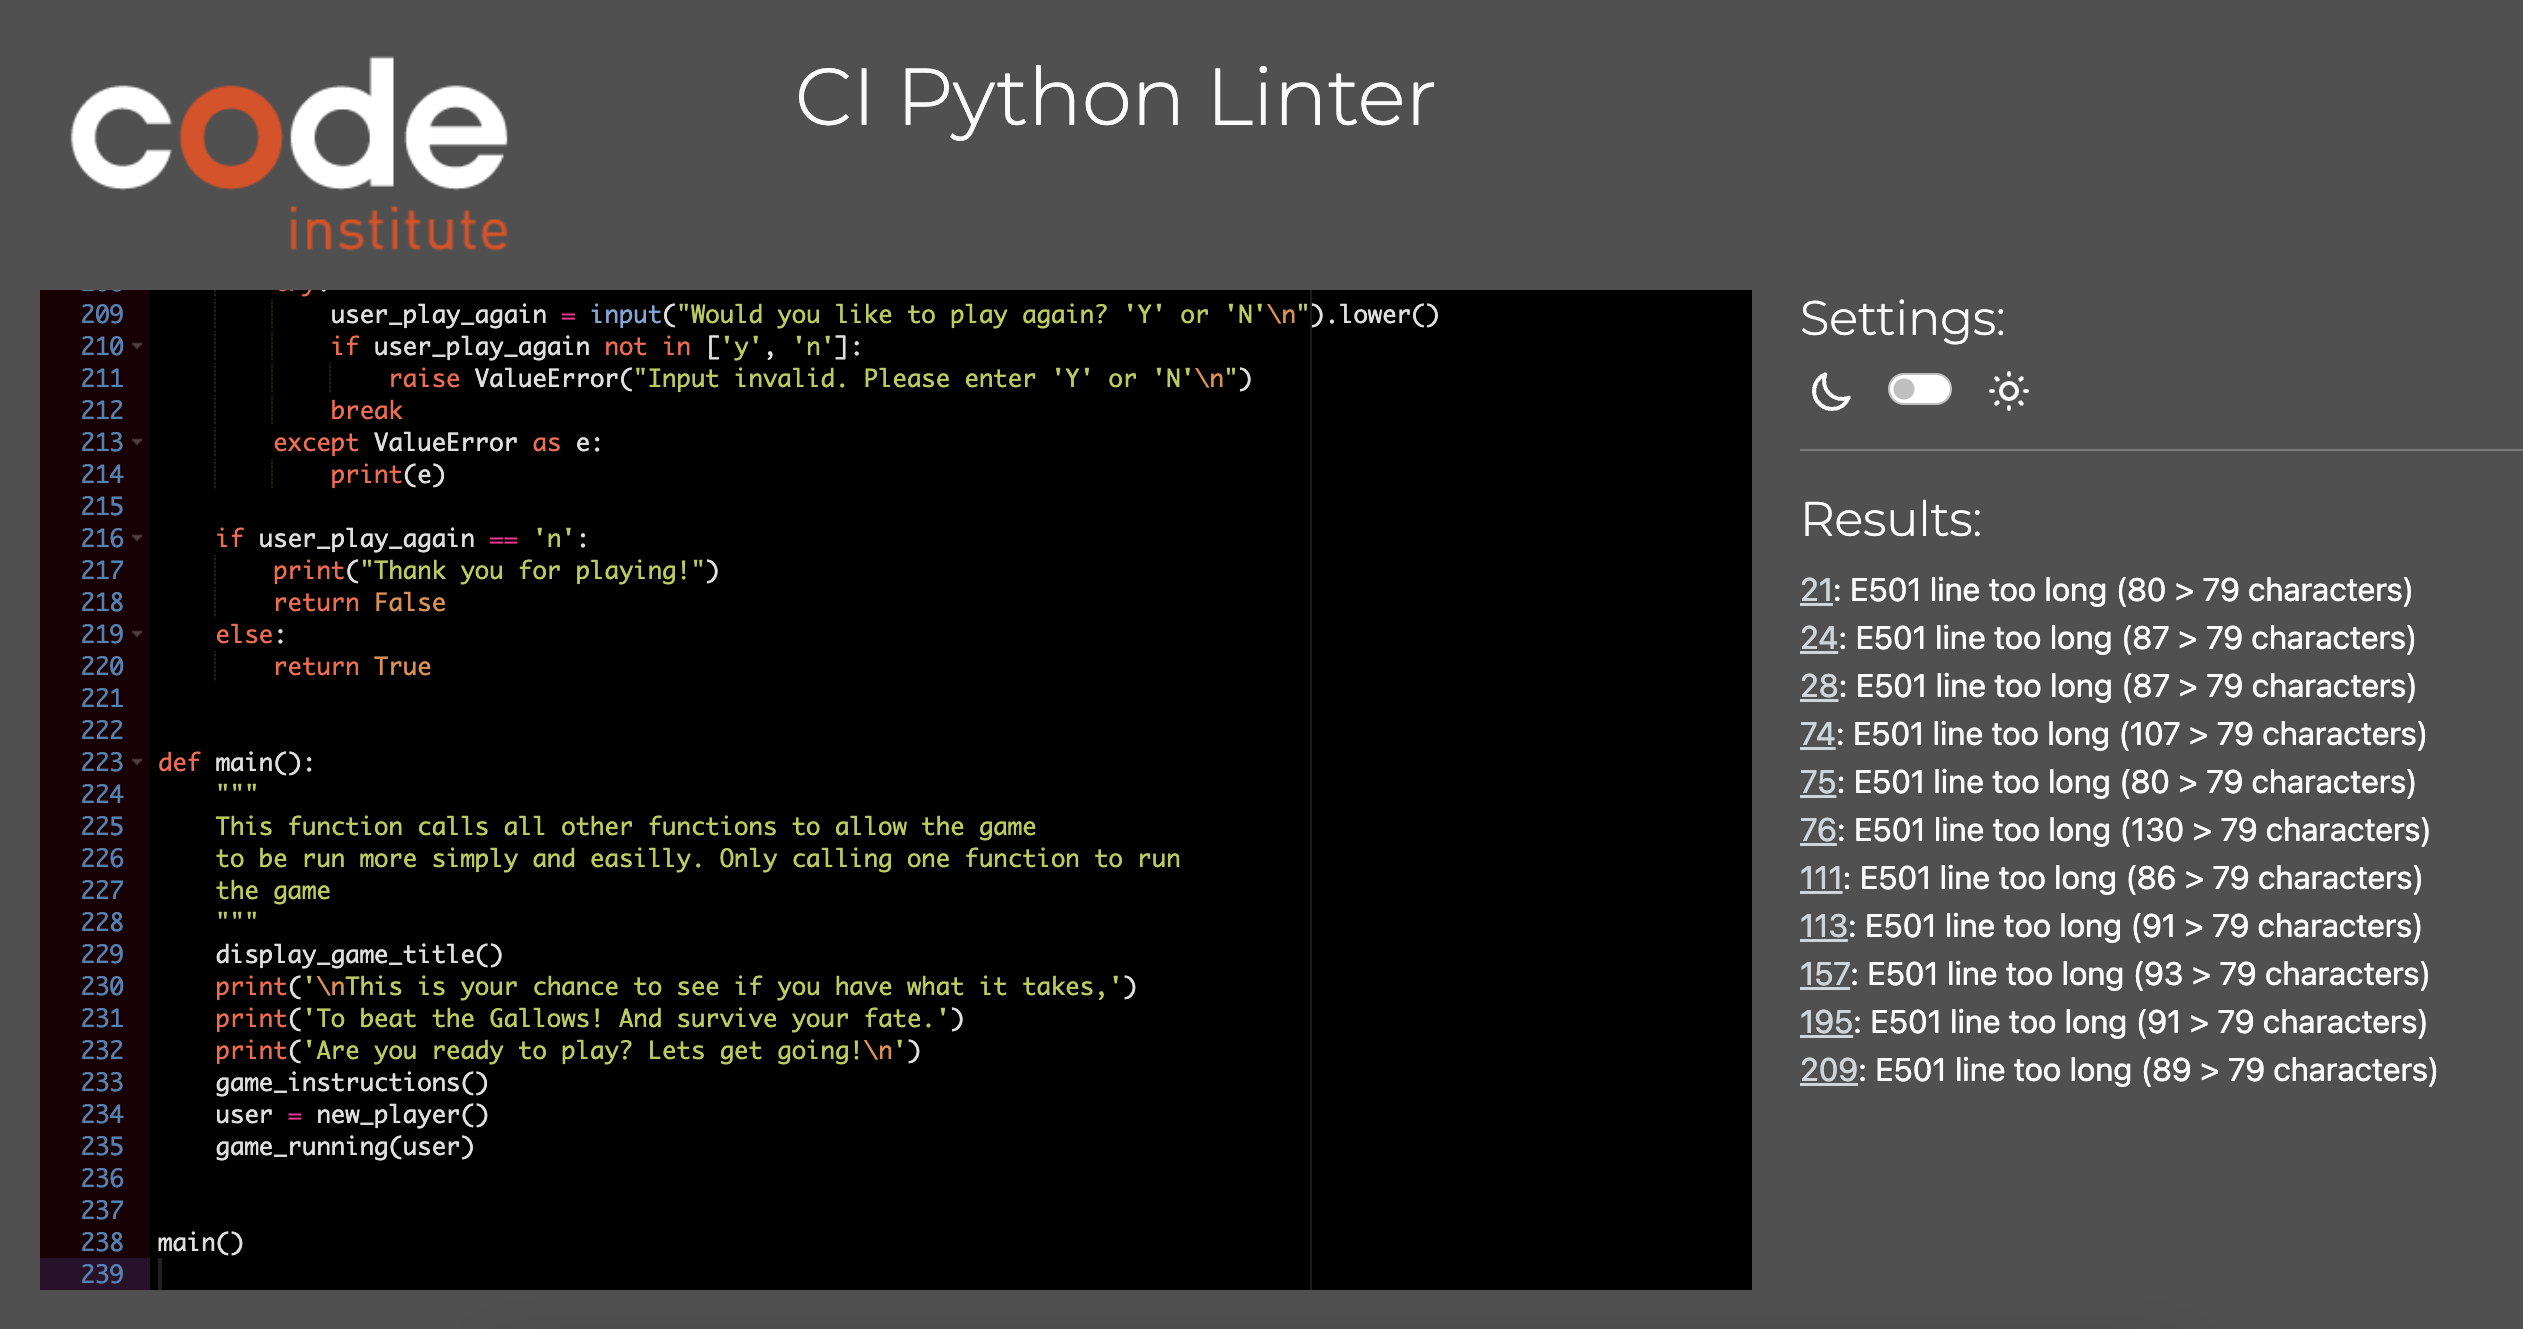 code
institute
CI Python Linter
209 user_play_again = input("Would you like to play again? 'Y' or 'N'\n").lower()
210 if user_play_again not in ['y', 'n']:
211 raise ValueError("Input invalid. Please enter 'Y' or 'N'\n")
212 break
213 except ValueError as e:
214 print(e)
215
216 if user_play_again == 'n':
217 print("Thank you for playing!")
218 return False
219 else:
220 return True
221
222
223 def main():
224 """
225 This function calls all other functions to allow the game
226 to be run more simply and easilly. Only calling one function to run
227 the game
228 """
229 display_game_title()
230 print('\nThis is your chance to see if you have what it takes,')
231 print('To beat the Gallows! And survive your fate.')
232 print('Are you ready to play? Lets get going!\n')
233 game_instructions()
234 user = new_player()
235 game_running(user)
236
237
238 main()
239
Settings:
Results:
21: E501 line too long (80 > 79 characters)
24: E501 line too long (87 > 79 characters)
28: E501 line too long (87 > 79 characters)
74: E501 line too long (107 > 79 characters)
75: E501 line too long (80 > 79 characters)
76: E501 line too long (130 > 79 characters)
111: E501 line too long (86 > 79 characters)
113: E501 line too long (91 > 79 characters)
157: E501 line too long (93 > 79 characters)
195: E501 line too long (91 > 79 characters)
209: E501 line too long (89 > 79 characters)